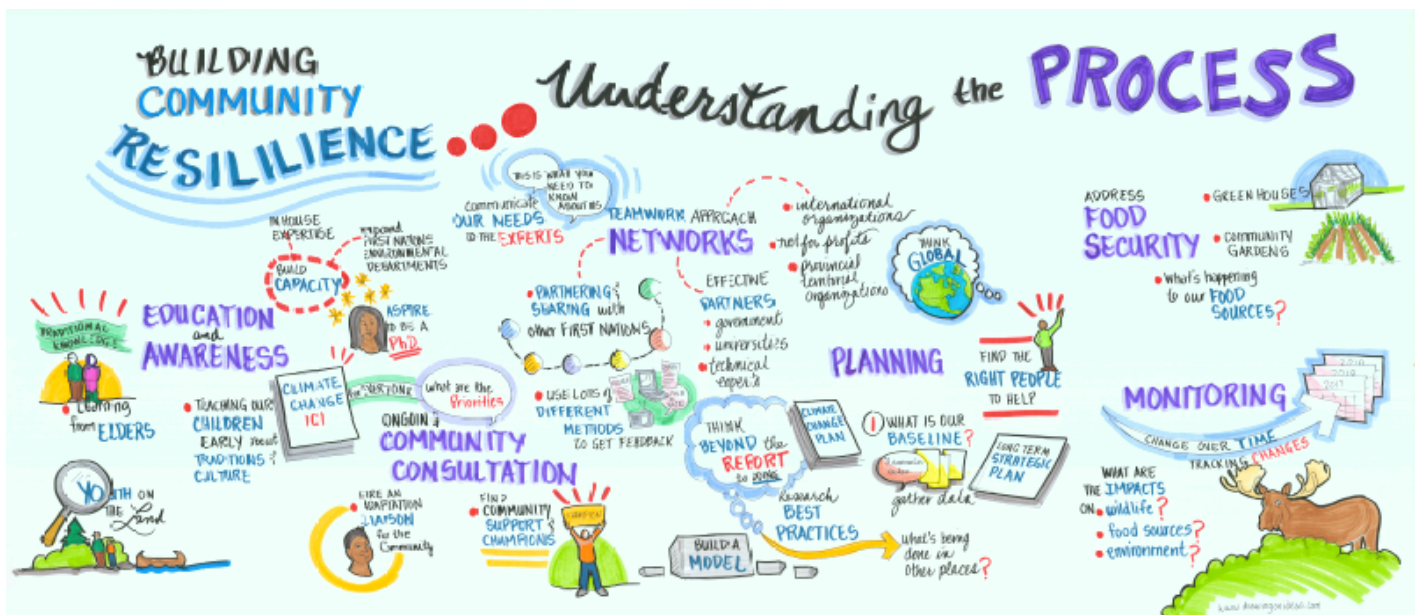 BUILDING
COMMUNITY
RESILILIENCE
Understanding the PROCESS
IN HOUSE
EXPERTISE
expand
FIRST NATIONS
ENVIRONMENTAL
DEPARTMENTS
BUILD
CAPACITY
ASPIRE
TO BE A
PhD
EDUCATION
and
AWARENESS
TRADITIONAL
KNOWLEDGE
Learning
from ELDERS
TEACHING OUR
CHILDREN
EARLY about
TRADITIONS &
CULTURE
CLIMATE
CHANGE
ICI
YOUTH ON
THE Land
THIS IS WHAT YOU
NEED TO
KNOW
ABOUT US
communicate
OUR NEEDS
TO THE EXPERTS
TEAMWORK APPROACH
NETWORKS
international
organizations
not for profits
provincial
territorial
organizations
PARTNERING &
SHARING with
other FIRST NATIONS
EFFECTIVE
PARTNERS
government
universities
technical
experts
USE LOTS of
DIFFERENT
METHODS
TO GET FEEDBACK
EVERYONE
what are the
Priorities
ONGOING
COMMUNITY
CONSULTATION
HIRE AN
ADAPTATION
LIAISON
for the
Community
FIND
COMMUNITY
SUPPORT &
CHAMPIONS
CHAMPION
THINK
GLOBAL
PLANNING
FIND THE
RIGHT PEOPLE
TO HELP
THINK
BEYOND the
REPORT
CLIMATE
CHANGE
PLAN
1 WHAT IS OUR
BASELINE?
gather data
LONG TERM
STRATEGIC
PLAN
Research
BEST
PRACTICES
BUILD A
MODEL
what's being
done in
other places?
ADDRESS
FOOD
SECURITY
GREEN HOUSES
COMMUNITY
GARDENS
What's happening
to our FOOD
SOURCES?
MONITORING
2018
2017
CHANGE OVER TIME
TRACKING CHANGES
WHAT ARE
THE IMPACTS
ON wildlife?
food sources?
environment?